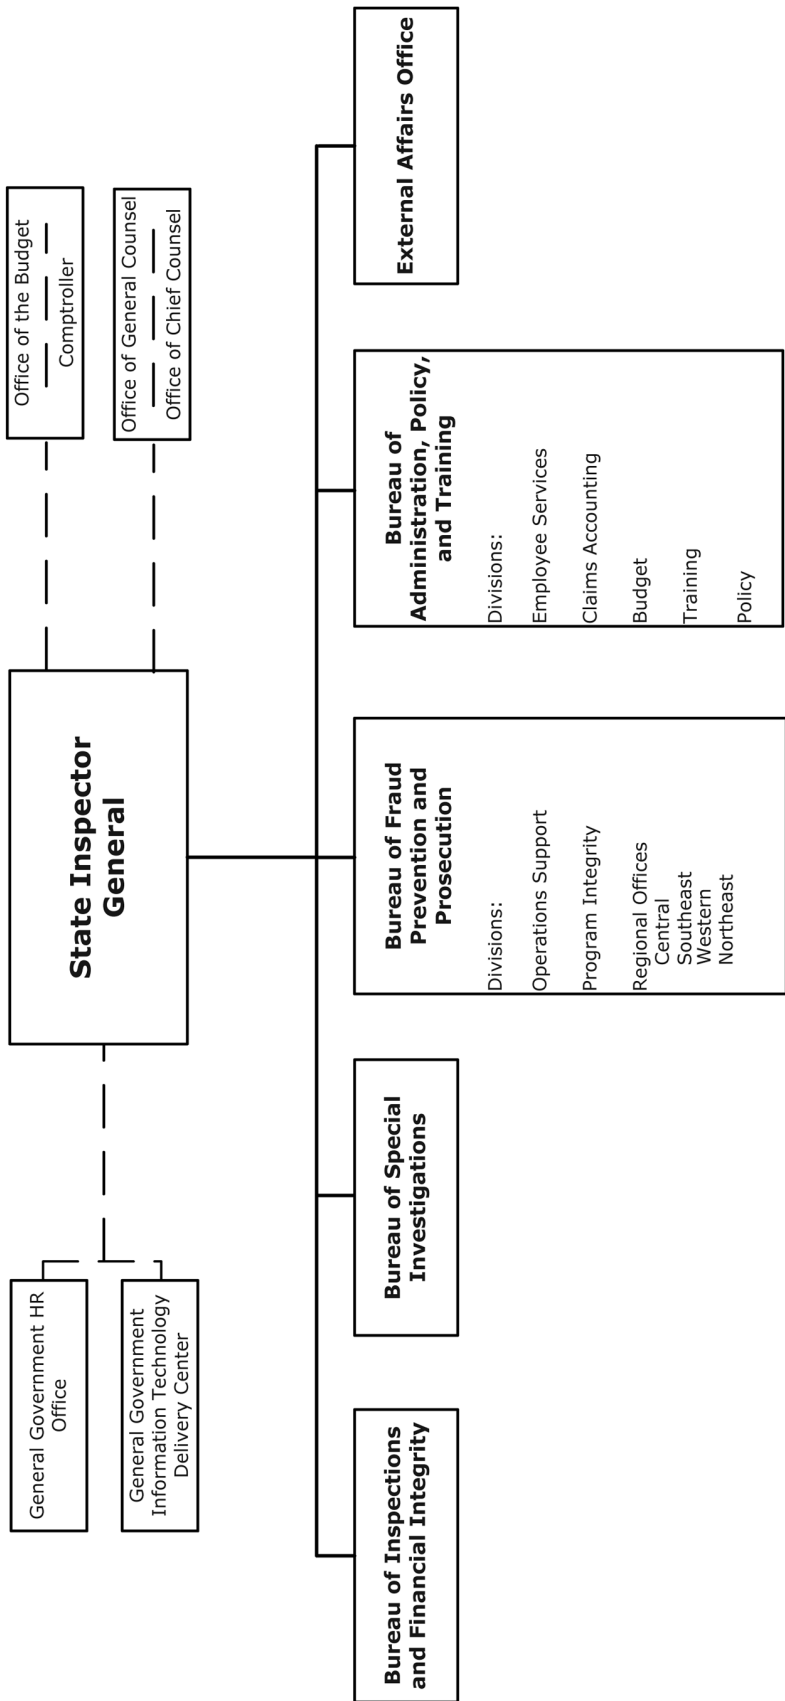 General Government HR
Office
General Government
Information Technology
Delivery Center
State Inspector
General
Office of the Budget
Comptroller
Office of General Counsel
Office of Chief Counsel
Bureau of Inspections
and Financial Integrity
Bureau of Special
Investigations
Bureau of Fraud
Prevention and
Prosecution
Divisions:
Operations Support
Program Integrity
Regional Offices
Central
Southeast
Western
Northeast
Bureau of
Administration, Policy,
and Training
Divisions:
Employee Services
Claims Accounting
Budget
Training
Policy
External Affairs Office